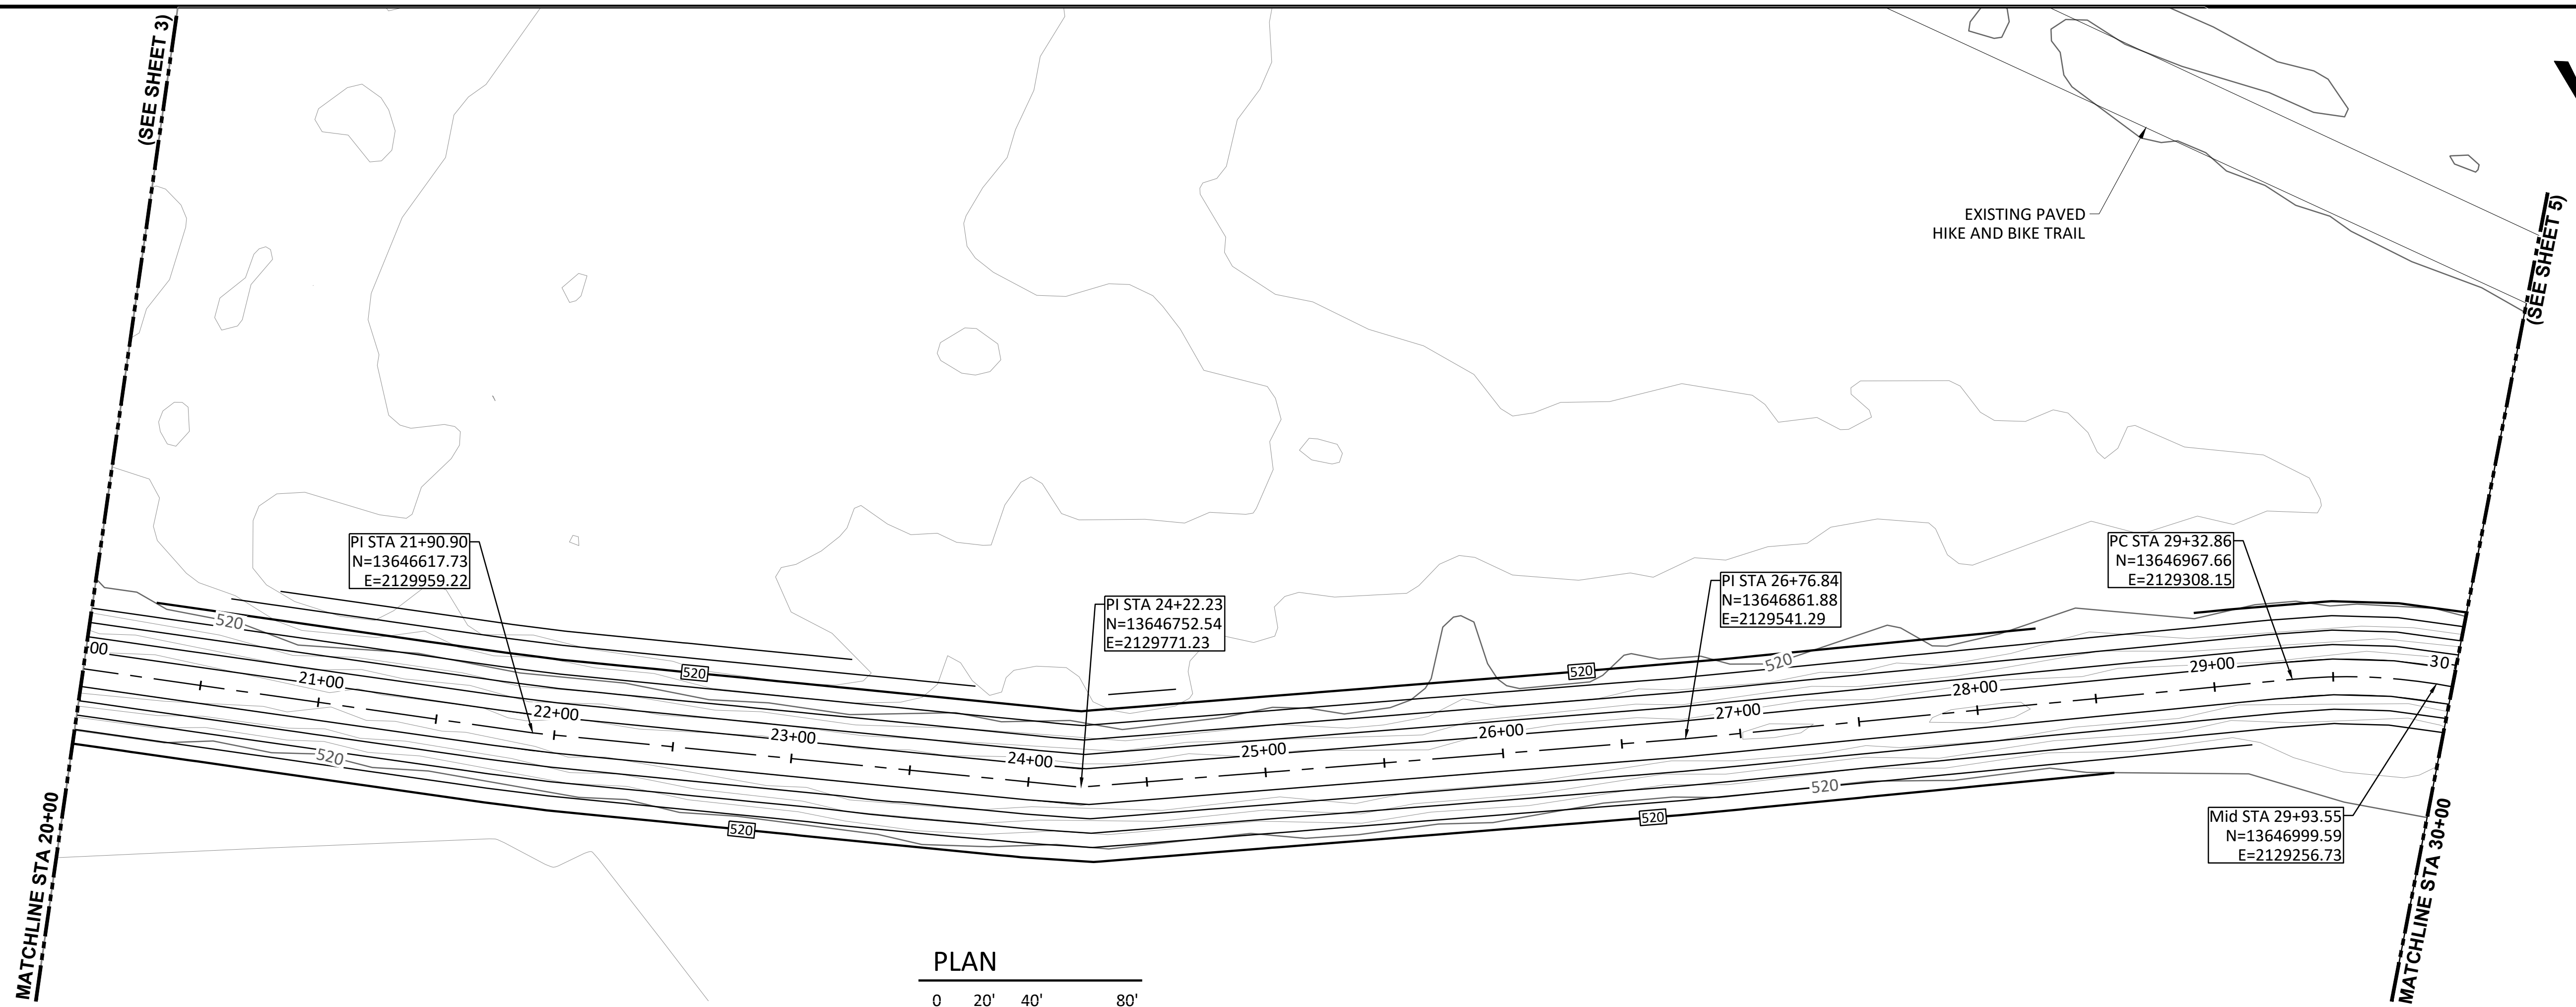 (SEE SHEET 3)
EXISTING PAVED
HIKE AND BIKE TRAIL
(SEE SHEET 5)
PI STA 21+90.90
N=13646617.73
E=2129959.22
PI STA 24+22.23
N=13646752.54
E=2129771.23
PI STA 26+76.84
N=13646861.88
E=2129541.29
PC STA 29+32.86
N=13646967.66
E=2129308.15
520
00
21+00
22+00
23+00
24+00
25+00
26+00
27+00
28+00
29+00
30
520
520
520
520
520
520
520
Mid STA 29+93.55
N=13646999.59
E=2129256.73
MATCHLINE STA 20+00
MATCHLINE STA 30+00
PLAN
0 20' 40' 80'